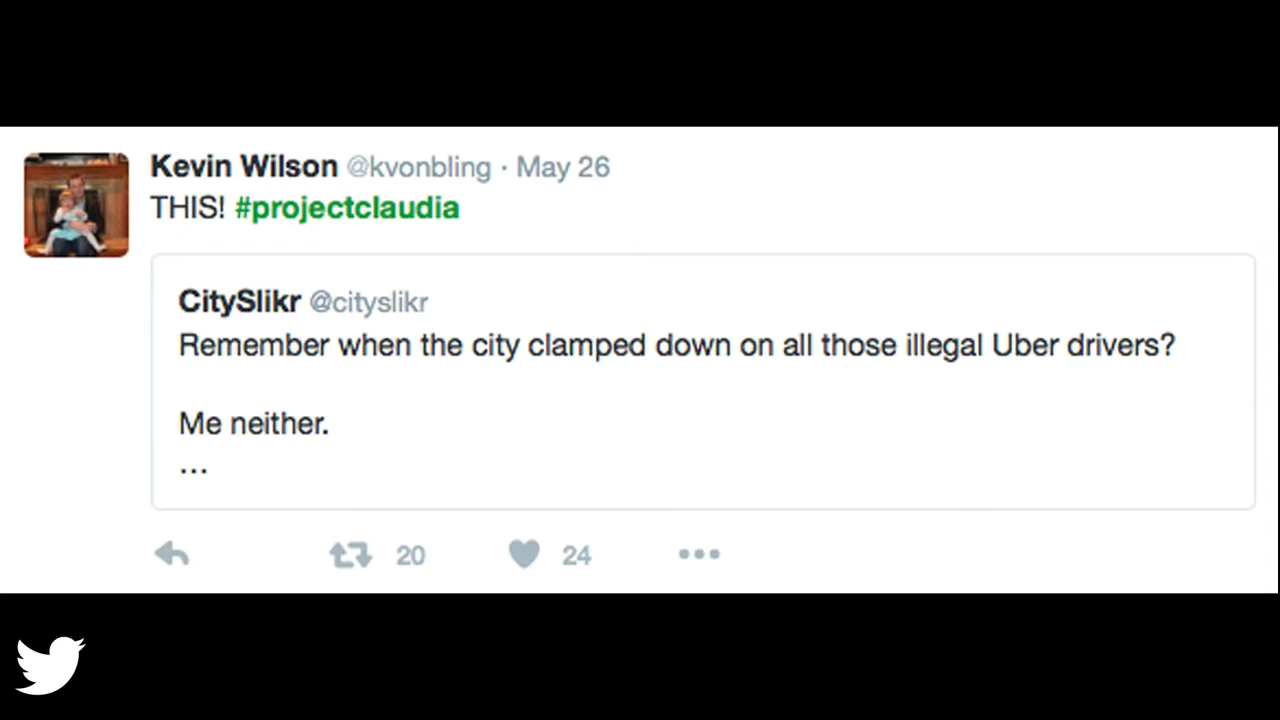 Kevin Wilson @kvonbling · May 26
THIS! #projectclaudia
CitySlikr @cityslikr
Remember when the city clamped down on all those illegal Uber drivers?
Me neither.
...
20 24